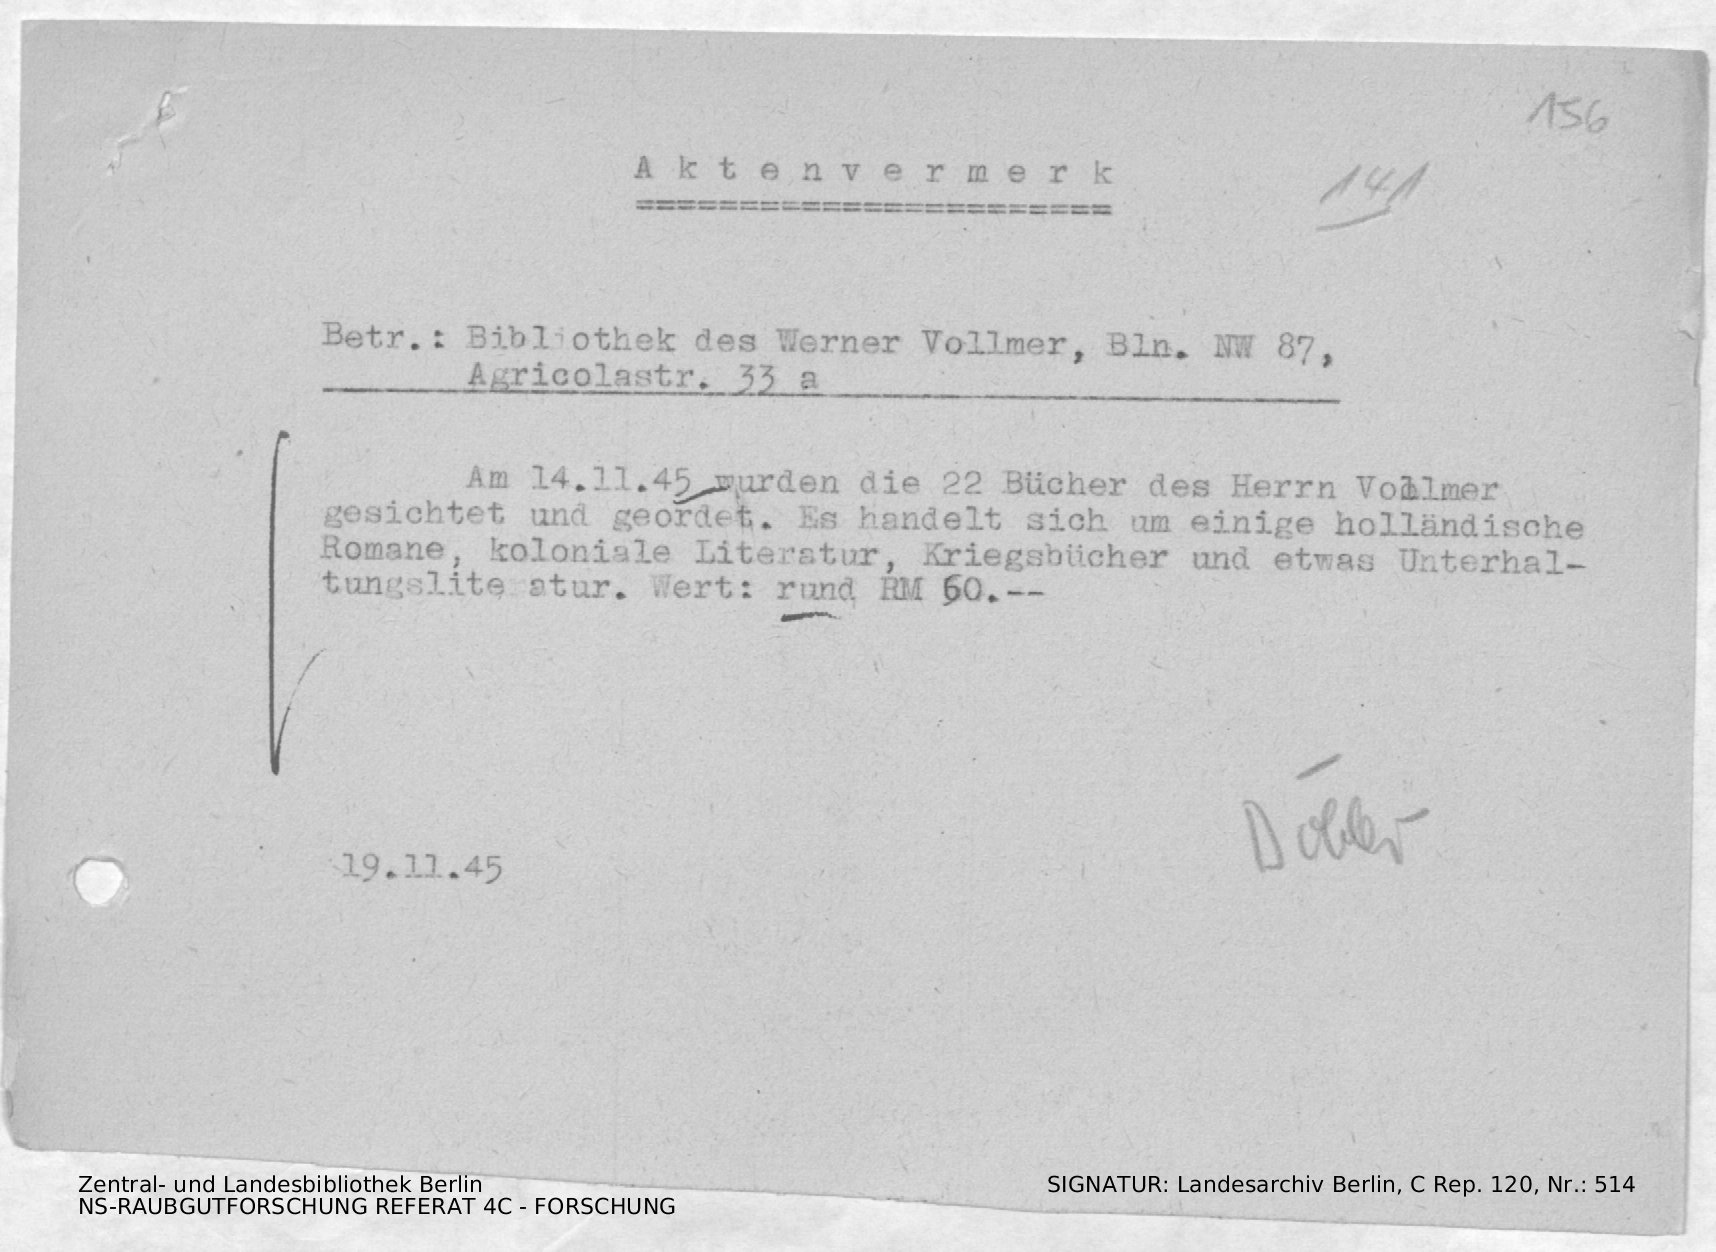 156
A k t e n v e r m e r k
=======================
141
Betr.: Bibliothek des Werner Vollmer, Bln. NW 87,
Agricolastr. 33 a
Am 14.11.45 wurden die 22 Bücher des Herrn Vollmer
gesichtet und geordet. Es handelt sich um einige holländische
Romane, koloniale Literatur, Kriegsbücher und etwas Unterhal-
tungslite atur. Wert: rund RM 60.--
19.11.45
Zentral- und Landesbibliothek Berlin
NS-RAUBGUTFORSCHUNG REFERAT 4C - FORSCHUNG
SIGNATUR: Landesarchiv Berlin, C Rep. 120, Nr.: 514